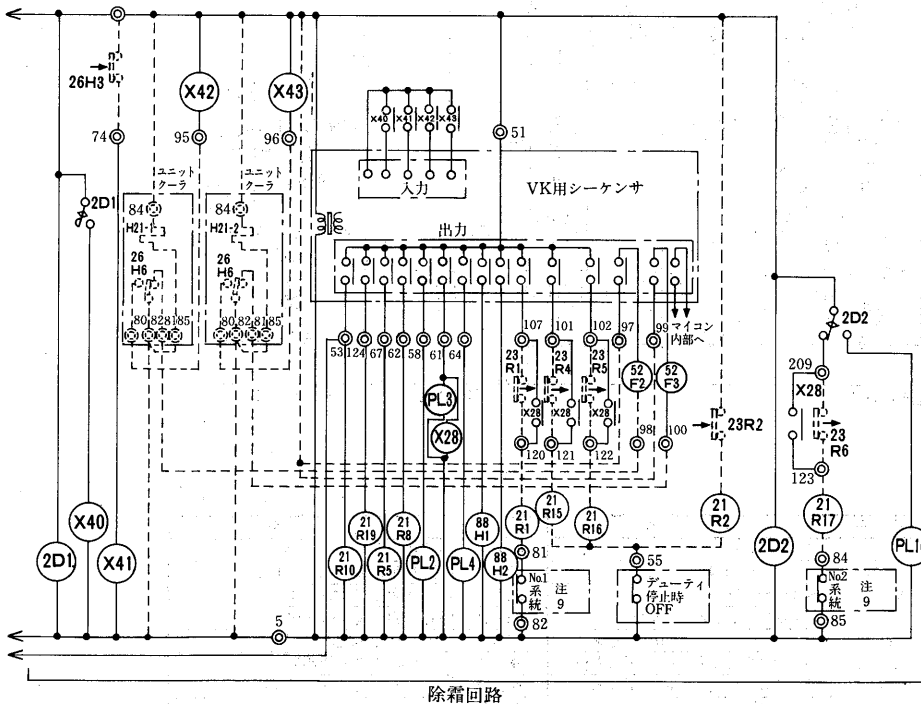 26H3
X42
X43
74
95
96
51
X40
X41
X42
X43
入力
VK用シーケンサ
出力
ユニット
クーラ
ユニット
クーラ
2D1
84
H21-1
26
H6
80
82
81
85
84
H21-2
26
H6
80
82
81
85
マイコン
内部へ
53
124
67
62
58
61
64
107
101
102
97
99
23
R1
23
R4
23
R5
52
F2
52
F3
X28
X28
X28
PL3
X28
120
121
122
98
100
23R2
2D2
209
X28
23
R6
123
X40
2D1
X41
21
R10
21
R19
21
R5
21
R8
PL2
PL4
88
H1
88
H2
21
R1
21
R15
21
R16
21
R2
2D2
21
R17
81
No1
系
統
注
9
82
55
デューティ
停止時
OFF
84
No2
系
統
注
9
85
5
除霜回路